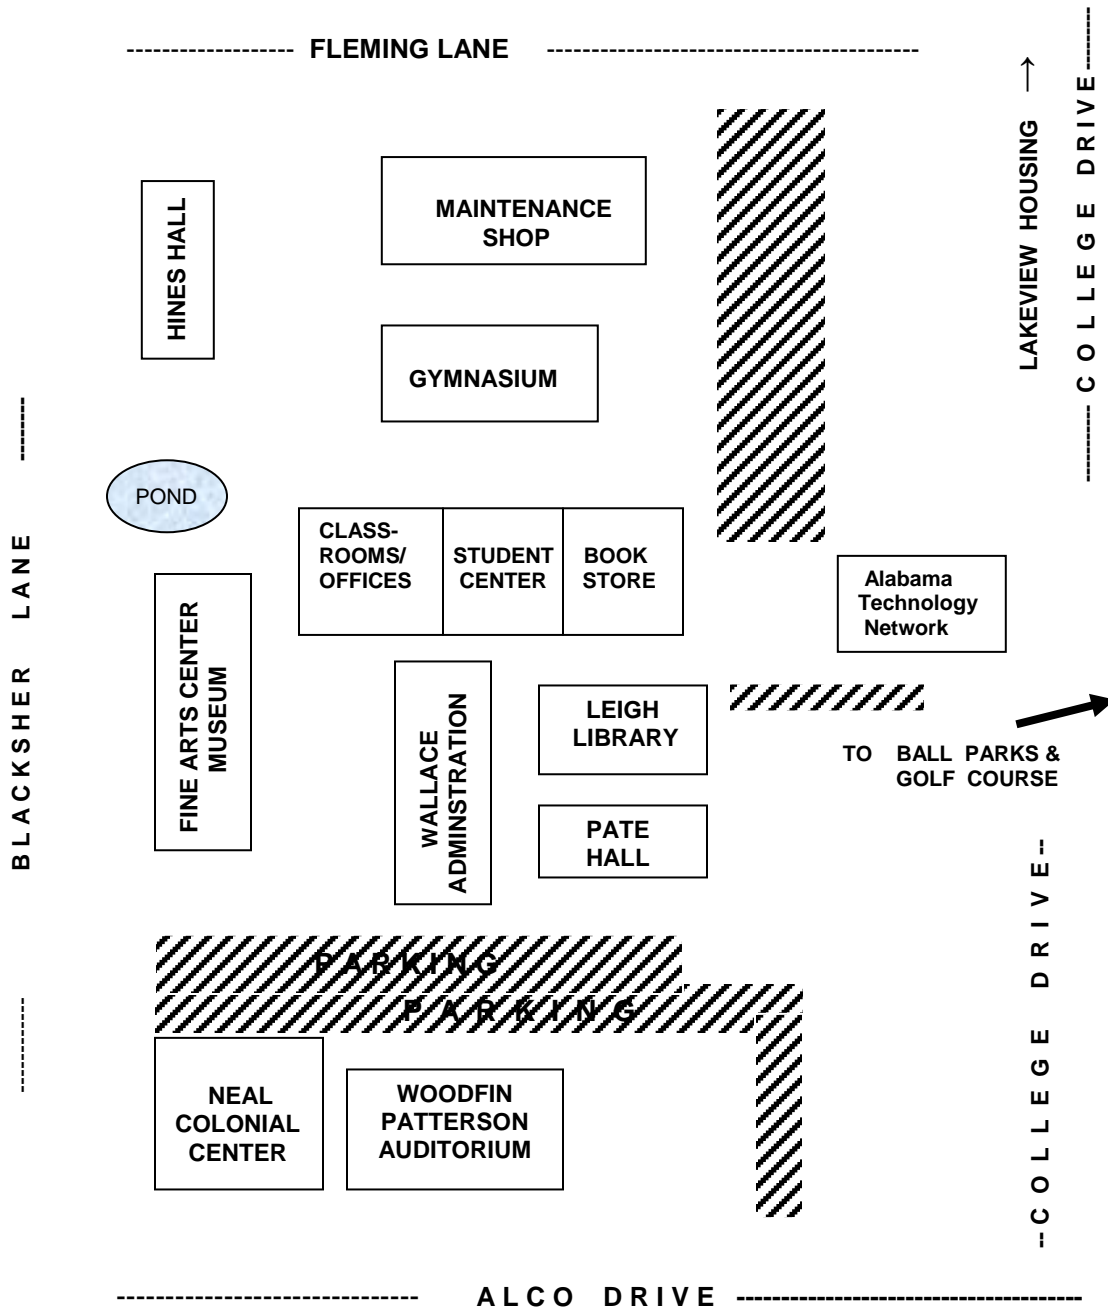 FLEMING LANE
LAKEVIEW HOUSING →
COLLEGE DRIVE
HINES HALL
MAINTENANCE
SHOP
GYMNASIUM
BLACKSHER LANE
POND
CLASS-
ROOMS/
OFFICES
STUDENT
CENTER
BOOK
STORE
Alabama
Technology
Network
FINE ARTS CENTER
MUSEUM
WALLACE
ADMINSTRATION
LEIGH
LIBRARY
TO BALL PARKS &
GOLF COURSE
PATE
HALL
COLLEGE DRIVE
PARKING
PARKING
NEAL
COLONIAL
CENTER
WOODFIN
PATTERSON
AUDITORIUM
ALCO DRIVE